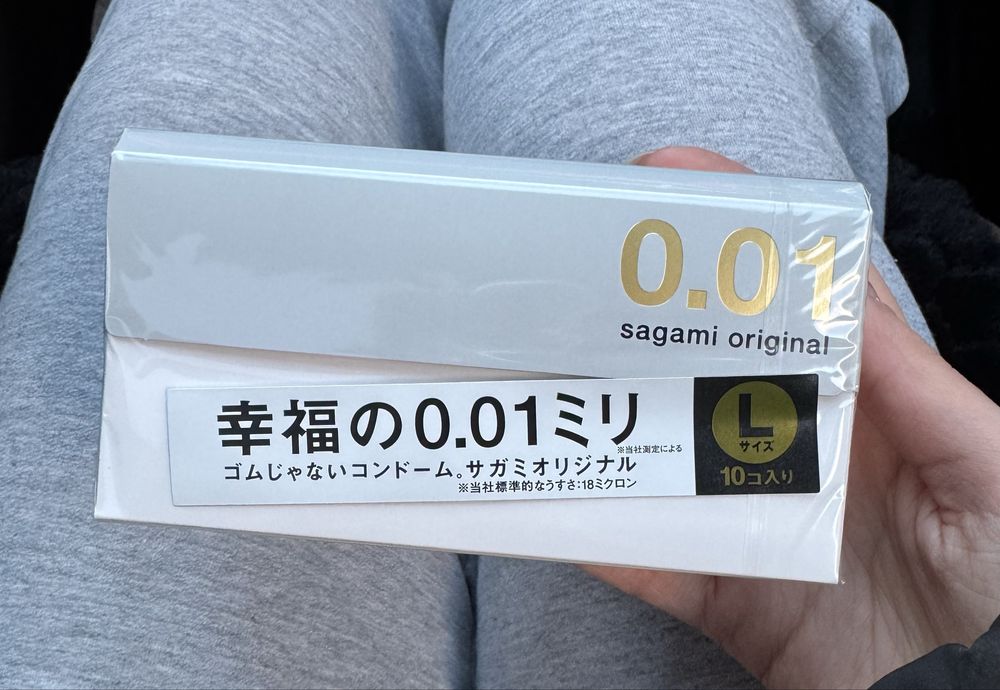 0.01
sagami original
幸福の0.01ミリ
※当社測定による
ゴムじゃないコンドーム。サガミオリジナル
※当社標準的なうすさ:18ミクロン
L
サイズ
10コ入り